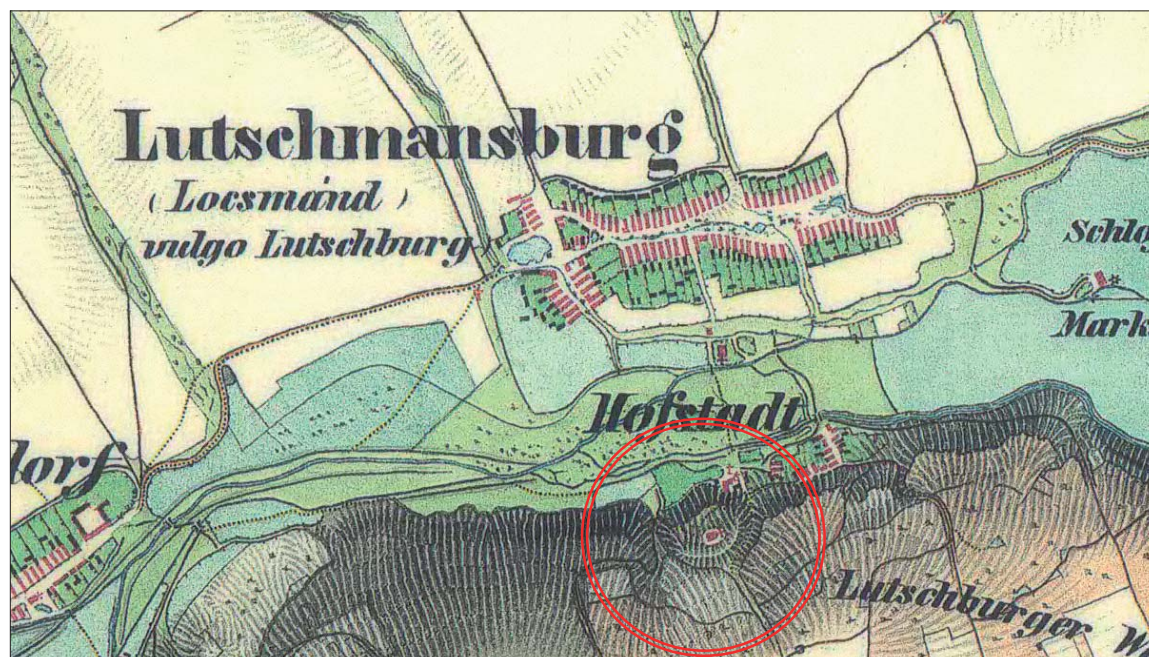 Lutschmansburg
( Locsmánd )
( vulgo Lutschburg )
Schlo
Mark
Hofstadt
dorf
Lutschburger W